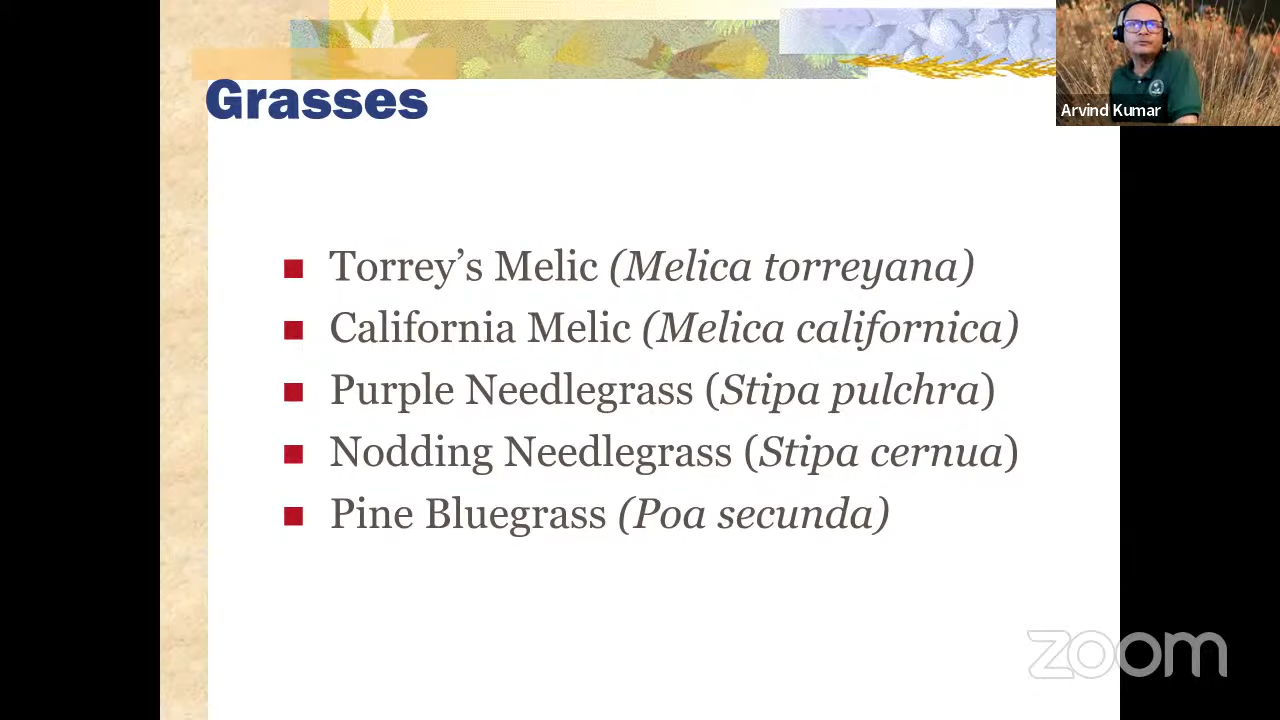 Grasses
Arvind Kumar
Torrey’s Melic (Melica torreyana)
California Melic (Melica californica)
Purple Needlegrass (Stipa pulchra)
Nodding Needlegrass (Stipa cernua)
Pine Bluegrass (Poa secunda)
zoom